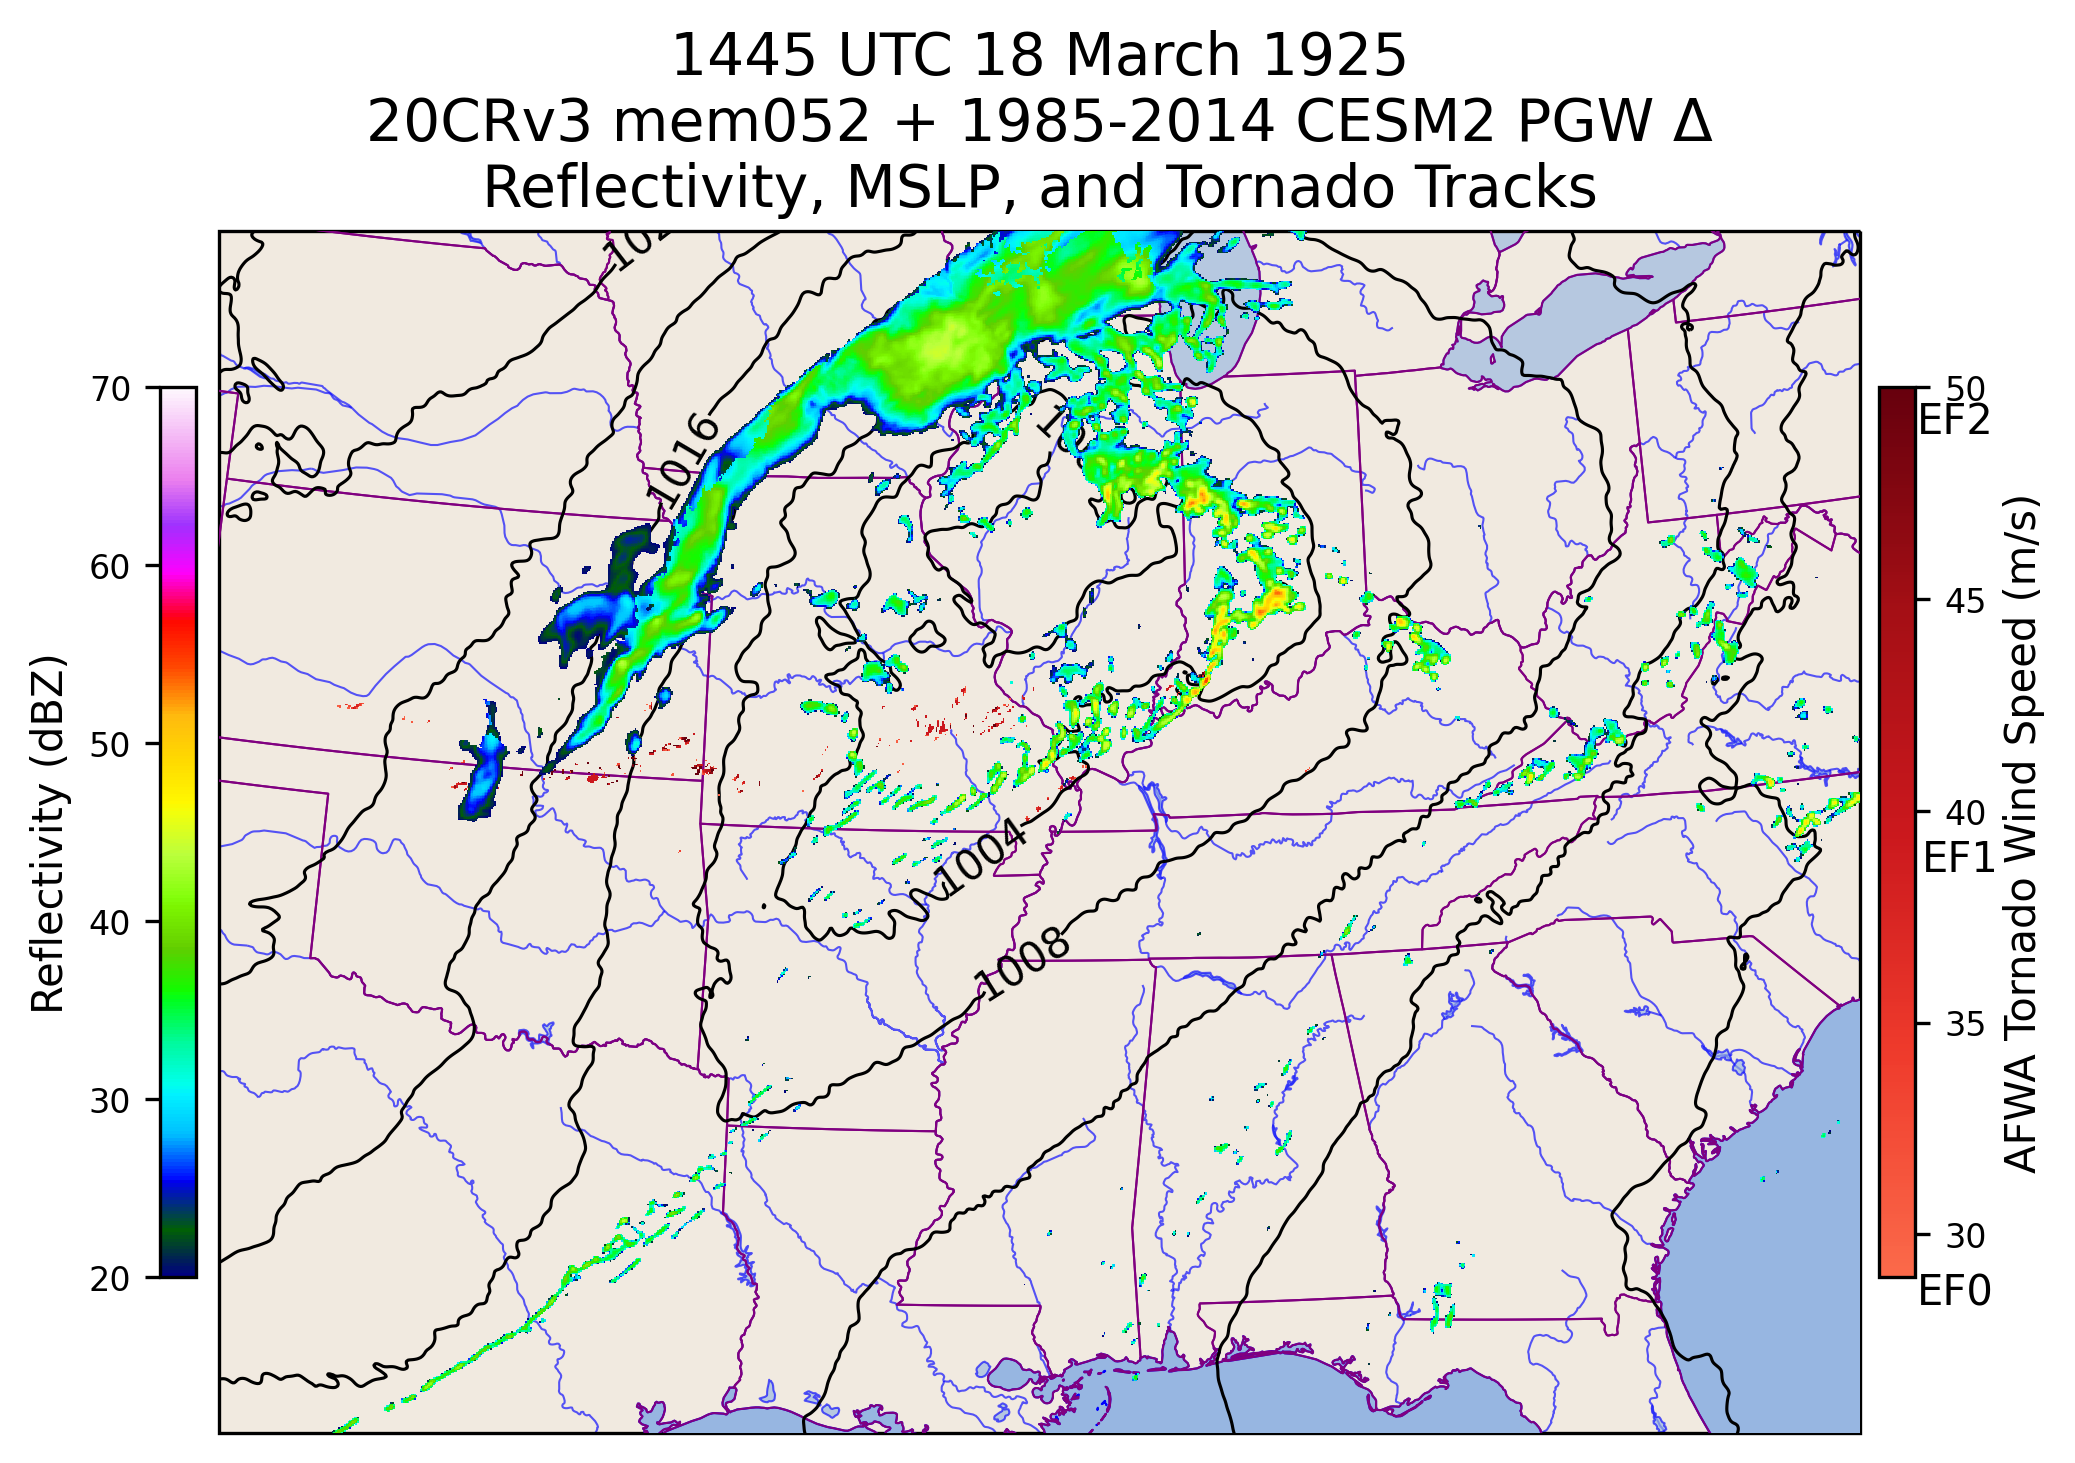 1445 UTC 18 March 1925
20CRv3 mem052 + 1985-2014 CESM2 PGW Δ
Reflectivity, MSLP, and Tornado Tracks
Reflectivity (dBZ)
70
60
50
40
30
20
1016
1004
1008
50
EF2
45
40
EF1
35
30
EF0
AFWA Tornado Wind Speed (m/s)